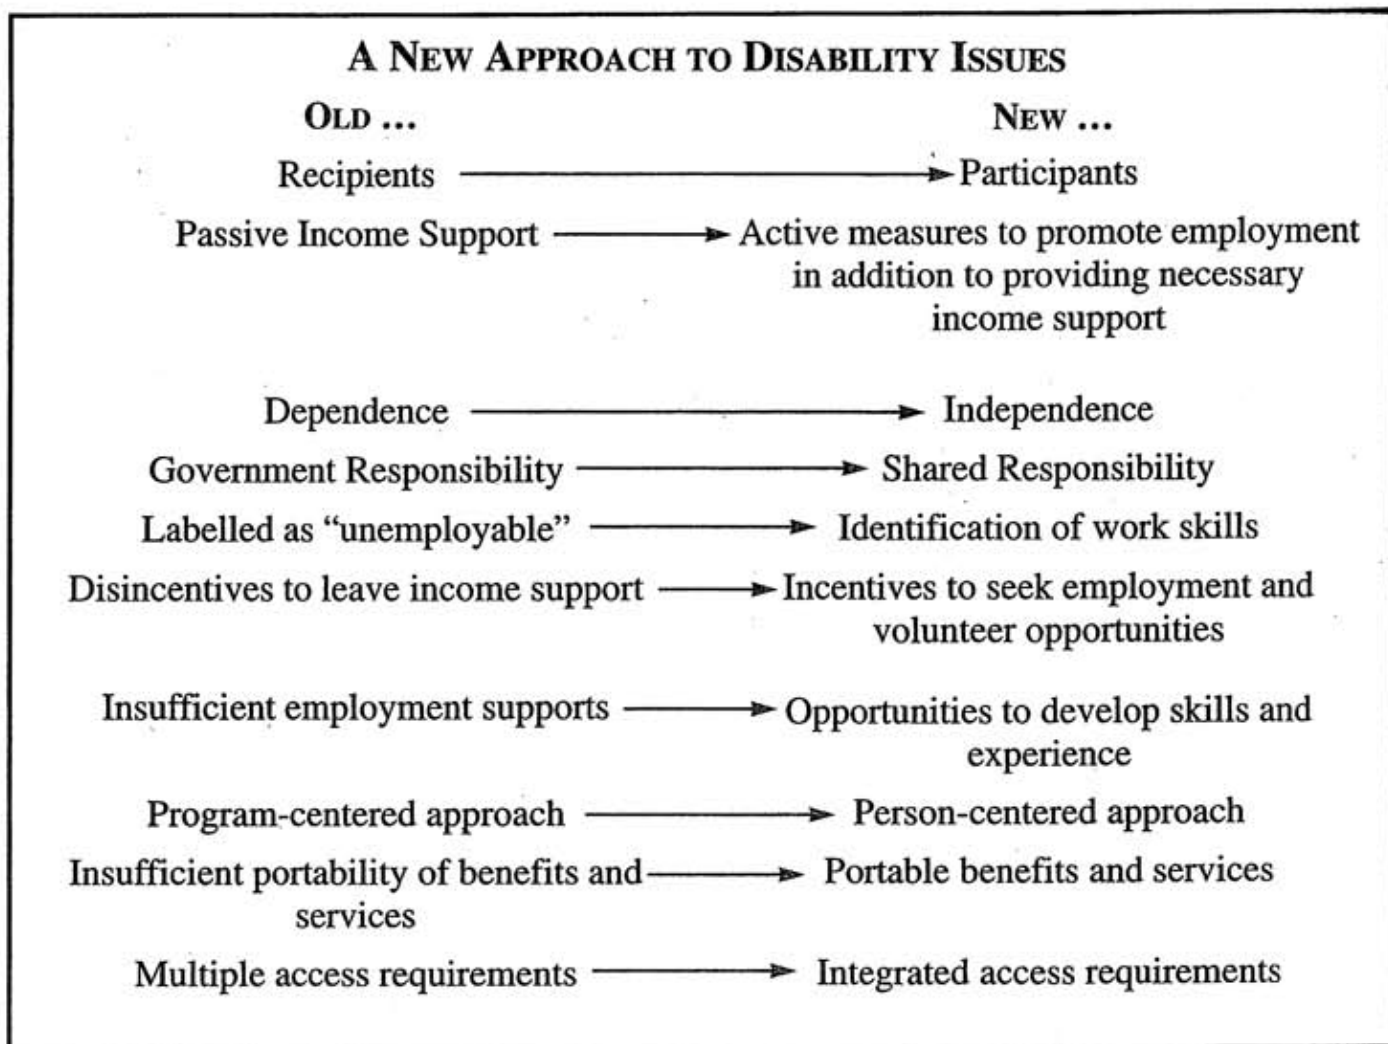 A NEW APPROACH TO DISABILITY ISSUES
OLD ... NEW ...
Recipients Participants
Passive Income Support Active measures to promote employment
in addition to providing necessary
income support
Dependence Independence
Government Responsibility Shared Responsibility
Labelled as “unemployable” Identification of work skills
Disincentives to leave income support Incentives to seek employment and
volunteer opportunities
Insufficient employment supports Opportunities to develop skills and
experience
Program-centered approach Person-centered approach
Insufficient portability of benefits and Portable benefits and services
services
Multiple access requirements Integrated access requirements